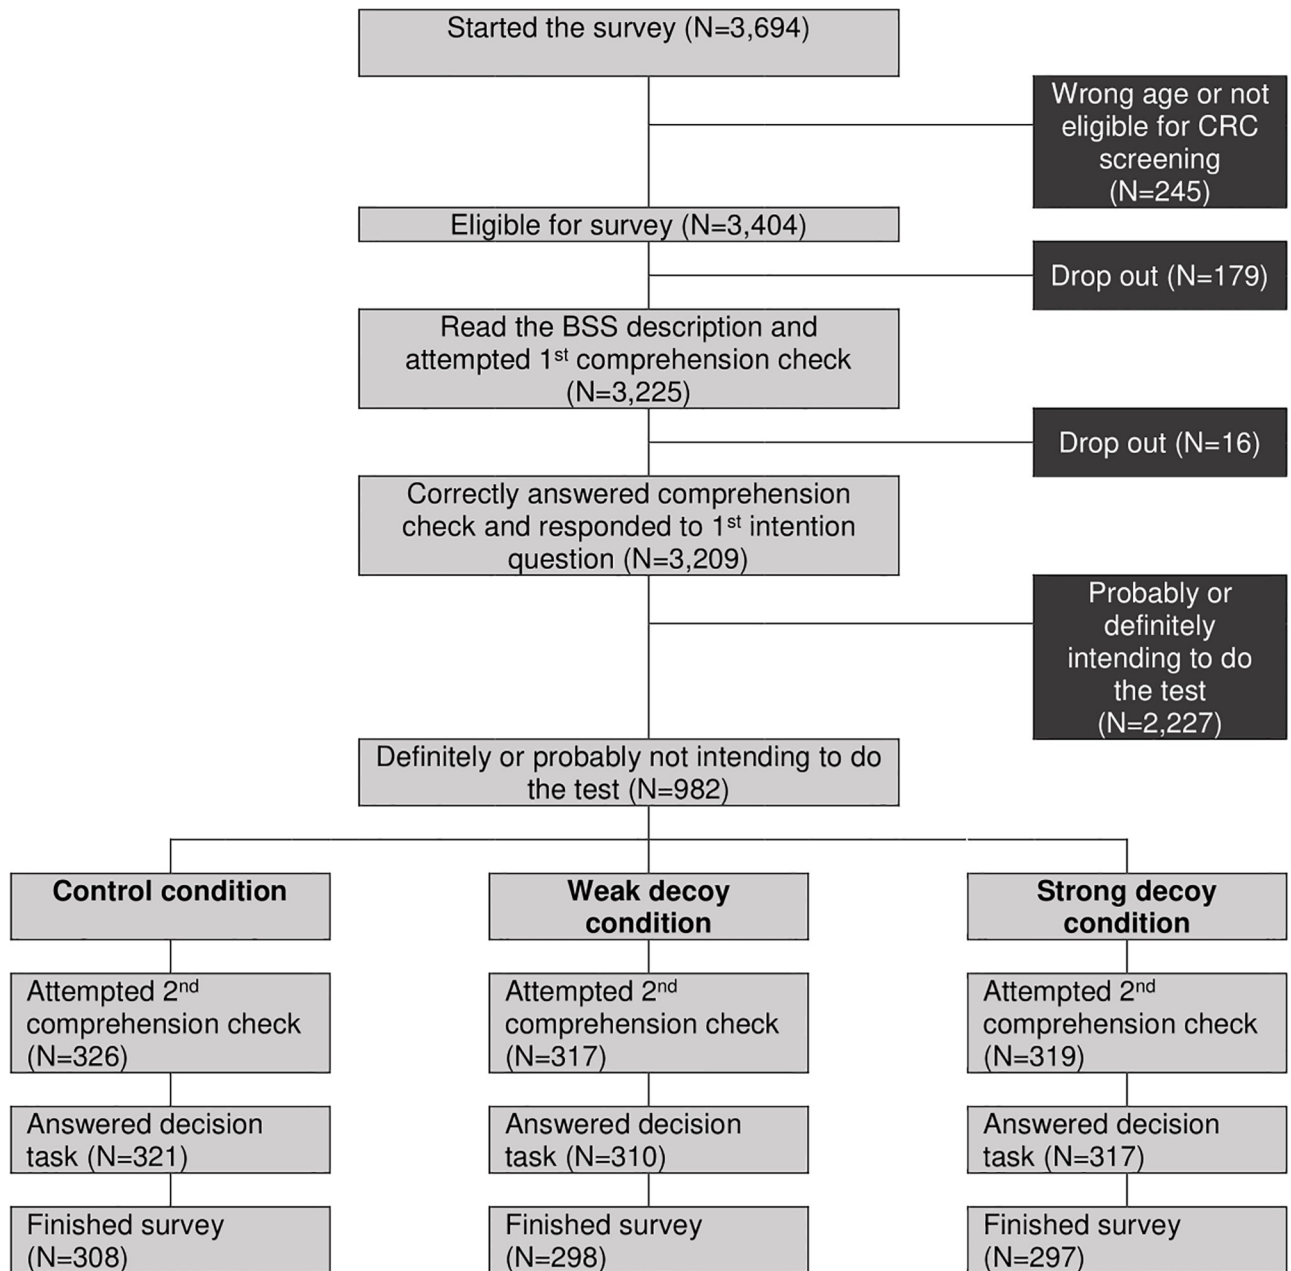 Started the survey (N=3,694)
Wrong age or not
eligible for CRC
screening
(N=245)
Eligible for survey (N=3,404)
Drop out (N=179)
Read the BSS description and
attempted 1st comprehension check
(N=3,225)
Drop out (N=16)
Correctly answered comprehension
check and responded to 1st intention
question (N=3,209)
Probably or
definitely
intending to do
the test
(N=2,227)
Definitely or probably not intending to do
the test (N=982)
Control condition
Weak decoy
condition
Strong decoy
condition
Attempted 2nd
comprehension check
(N=326)
Attempted 2nd
comprehension check
(N=317)
Attempted 2nd
comprehension check
(N=319)
Answered decision
task (N=321)
Answered decision
task (N=310)
Answered decision
task (N=317)
Finished survey
(N=308)
Finished survey
(N=298)
Finished survey
(N=297)